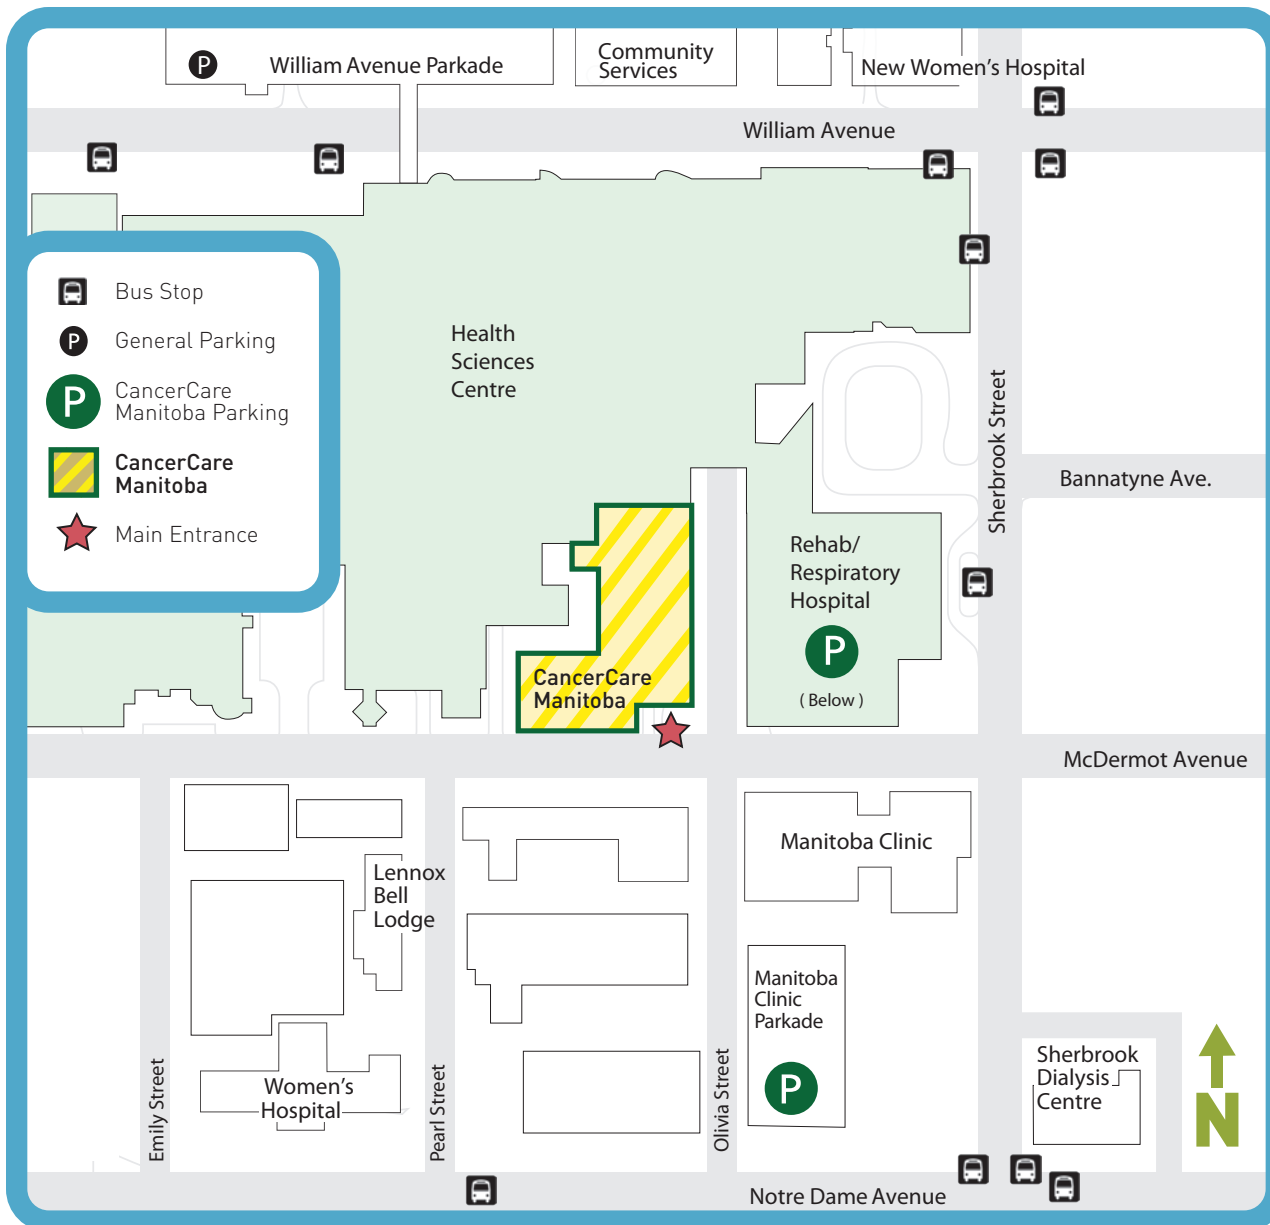 P
William Avenue Parkade
Community
Services
New Women's Hospital
William Avenue
Bus Stop
P
General Parking
P
CancerCare
Manitoba Parking
CancerCare
Manitoba
Main Entrance
Health
Sciences
Centre
Sherbrook Street
Bannatyne Ave.
Rehab/
Respiratory
Hospital
P
( Below )
CancerCare
Manitoba
McDermot Avenue
Manitoba Clinic
Lennox
Bell
Lodge
Manitoba
Clinic
Parkade
P
Sherbrook
Dialysis
Centre
N
Women's
Hospital
Emily Street
Pearl Street
Olivia Street
Notre Dame Avenue